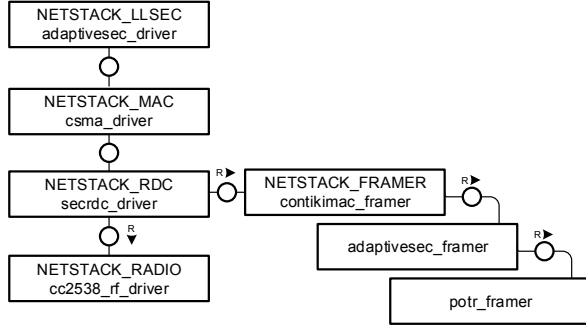 NETSTACK_LLSEC
adaptivesec_driver
NETSTACK_MAC
csma_driver
NETSTACK_RDC
secrdc_driver
R
NETSTACK_FRAMER
contikimac_framer
R
R
adaptivesec_framer
R
NETSTACK_RADIO
cc2538_rf_driver
potr_framer